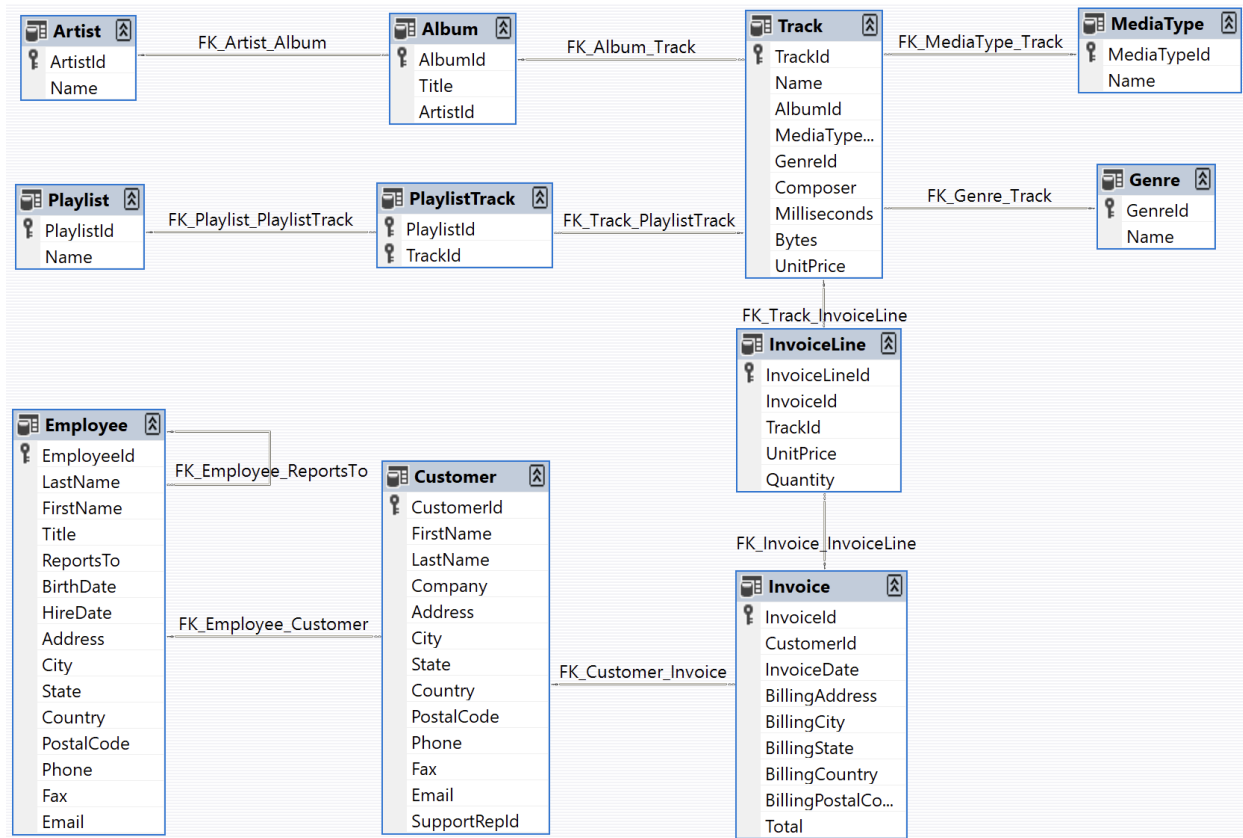 Artist
ArtistId
Name
FK_Artist_Album
Album
AlbumId
Title
ArtistId
FK_Album_Track
Track
TrackId
Name
AlbumId
MediaType...
GenreId
Composer
Milliseconds
Bytes
UnitPrice
FK_MediaType_Track
MediaType
MediaTypeId
Name
Playlist
PlaylistId
Name
FK_Playlist_PlaylistTrack
PlaylistTrack
PlaylistId
TrackId
FK_Track_PlaylistTrack
FK_Genre_Track
Genre
GenreId
Name
FK_Track_InvoiceLine
InvoiceLine
InvoiceLineId
InvoiceId
TrackId
UnitPrice
Quantity
Employee
EmployeeId
LastName
FirstName
Title
ReportsTo
BirthDate
HireDate
Address
City
State
Country
PostalCode
Phone
Fax
Email
FK_Employee_ReportsTo
FK_Employee_Customer
Customer
CustomerId
FirstName
LastName
Company
Address
City
State
Country
PostalCode
Phone
Fax
Email
SupportRepId
FK_Customer_Invoice
FK_Invoice_InvoiceLine
Invoice
InvoiceId
CustomerId
InvoiceDate
BillingAddress
BillingCity
BillingState
BillingCountry
BillingPostalCo...
Total